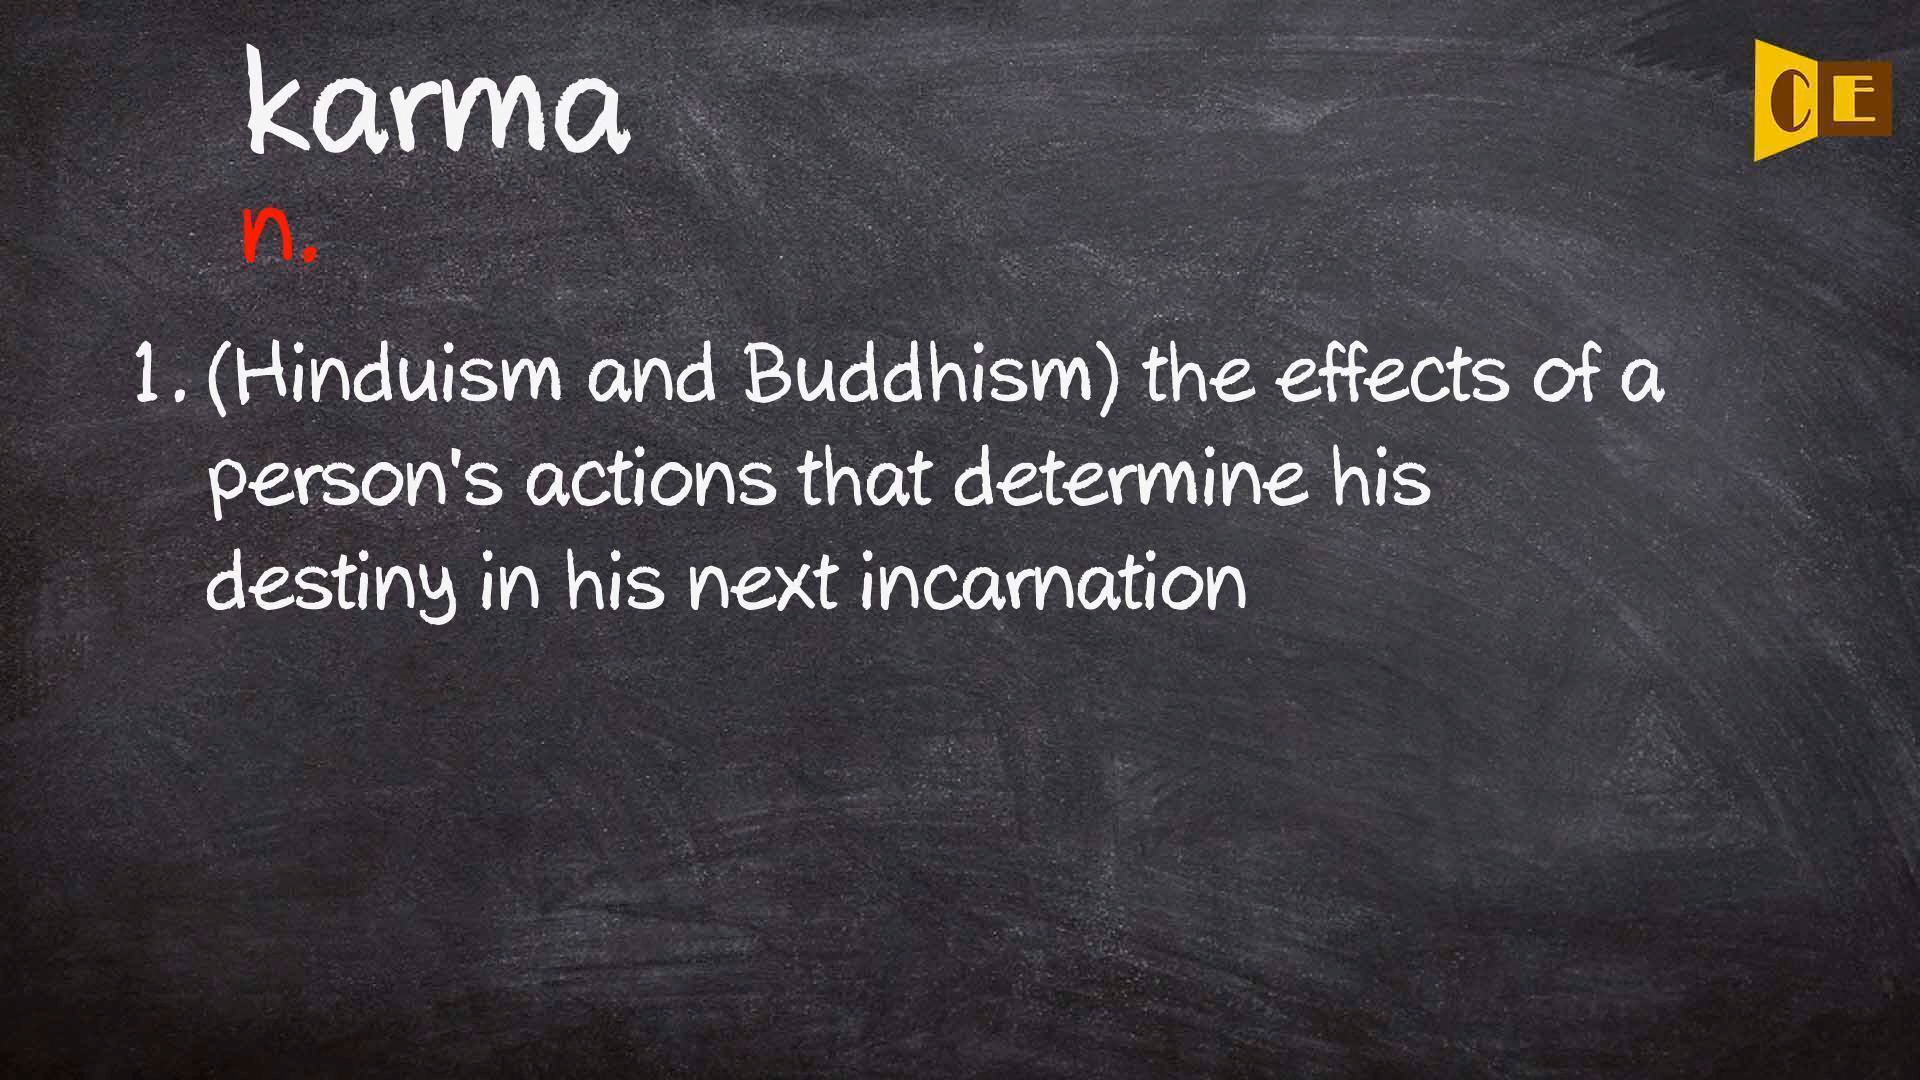 karma
CE
n.
1. (Hinduism and Buddhism) the effects of a
person's actions that determine his
destiny in his next incarnation